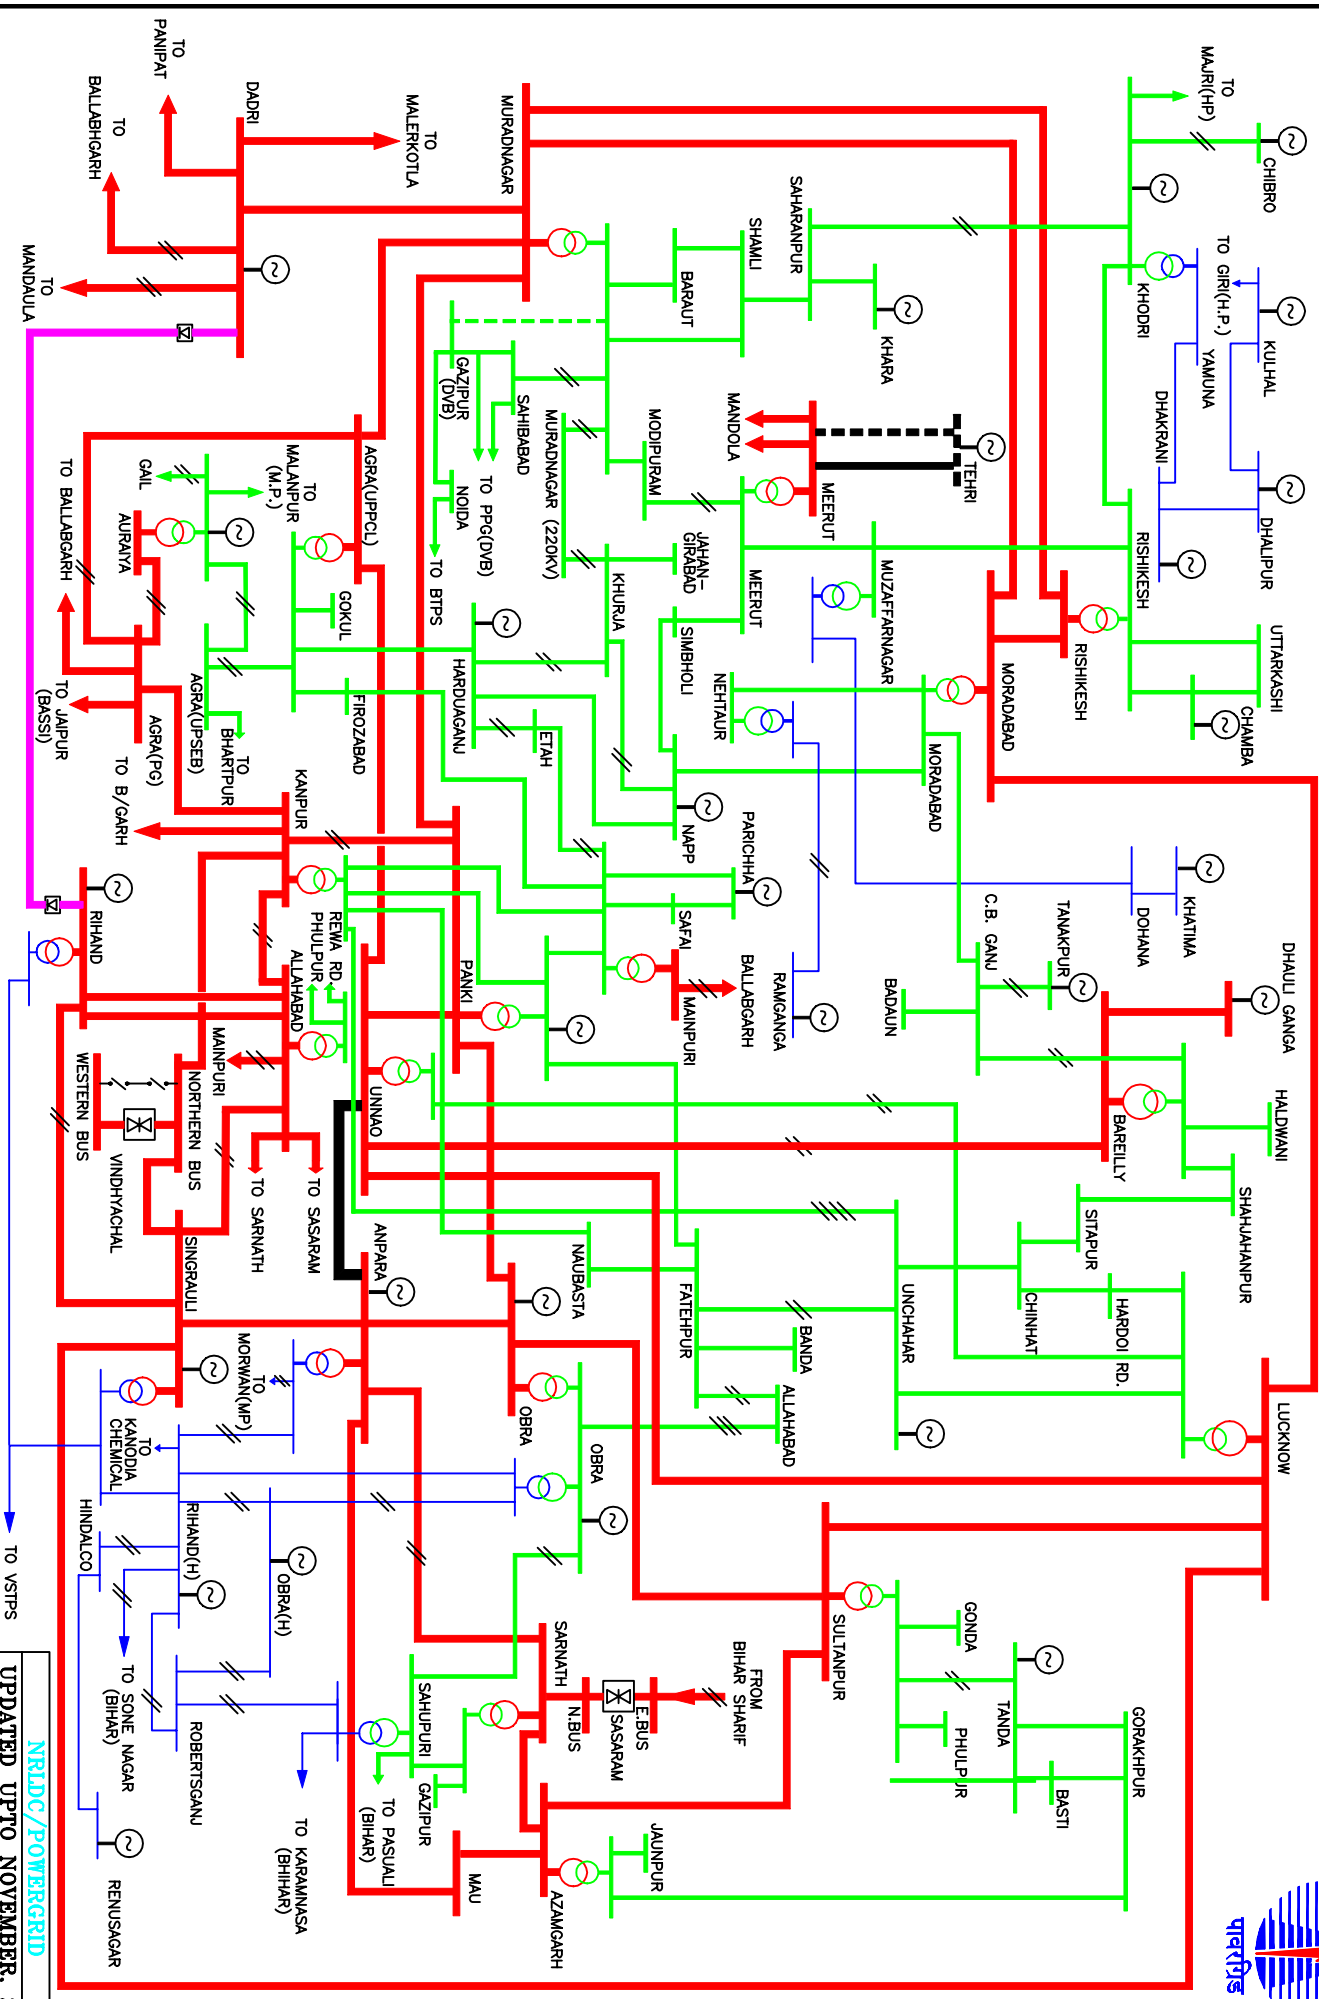 TO
MAJRI(HP)
CHIBRO
TO
GIRI(H.P.)
KULHAL
YAMUNA
KHODRI
DHAKRANI
DHALIPUR
TO
PANIPAT
TO
BALLABHGARH
DADRI
TO
MALERKOTLA
MURADNAGAR
TO
MANDAULA
SAHARANPUR
SHAMLI
BARAUT
KHARA
GAZIPUR
(DVB)
SAHIBABAD
NOIDA
TO PPG(DVB)
TO BTPS
MURADNAGAR (220KV)
MODIPURAM
MANDOLA
MEERUT
TEHRI
RISHIKESH
UTTARKASHI
CHAMBA
RISHIKESH
MORADABAD
MUZAFFARNAGAR
MEERUT
JAHAN-
GIRABAD
KHURJA
SIMBHOLI
NEHTAUR
MORADABAD
AGRA(UPPCL)
TO
MALANPUR
(M.P.)
GAIL
AURAIYA
TO BALLABGARH
GOKUL
HARDUAGANJ
ETAH
FIROZABAD
AGRA(UPSEB)
TO
BHARTPUR
AGRA(PG)
TO JAIPUR
(BASSI)
TO B/GARH
KANPUR
NAPP
PARICHHA
SAFAI
MAINPURI
BALLABGARH
RAMGANGA
KHATIMA
DOHANA
C.B. GANJ
TANAKPUR
BADAUN
DHAULI GANGA
BAREILLY
HALDWANI
SHAHJAHANPUR
SITAPUR
CHINHAT
HARDOI RD.
RIHAND
ALLAHABAD
REWA RD.
PHULPUR
PANKI
UNNAO
MAINPURI
NORTHERN BUS
WESTERN BUS
VINDHYACHAL
TO SARNATH
TO SASARAM
SINGRAULI
ANPARA
NAUBASTA
FATEHPUR
UNCHAHAR
BANDA
ALLAHABAD
OBRA
OBRA
LUCKNOW
TO
MORWAN(MP)
TO
KANODIA
CHEMICAL
RIHAND(H)
HINDALCO
OBRA(H)
TO VSTPS
TO SONE NAGAR
(BIHAR)
ROBERTSGANJ
RENUSAGAR
TO KARAMNASA
(BHIHAR)
TO PASUALI
(BIHAR)
SAHUPURI
GAZIPUR
SARNATH
N.BUS
SASARAM
E.BUS
FROM
BIHAR SHARIF
SULTANPUR
GONDA
PHULPUR
TANDA
BASTI
GORAKHPUR
JAUNPUR
AZAMGARH
MAU
NRLDC/POWERGRID
UPDATED UPTO NOVEMBER,
पावरग्रिड